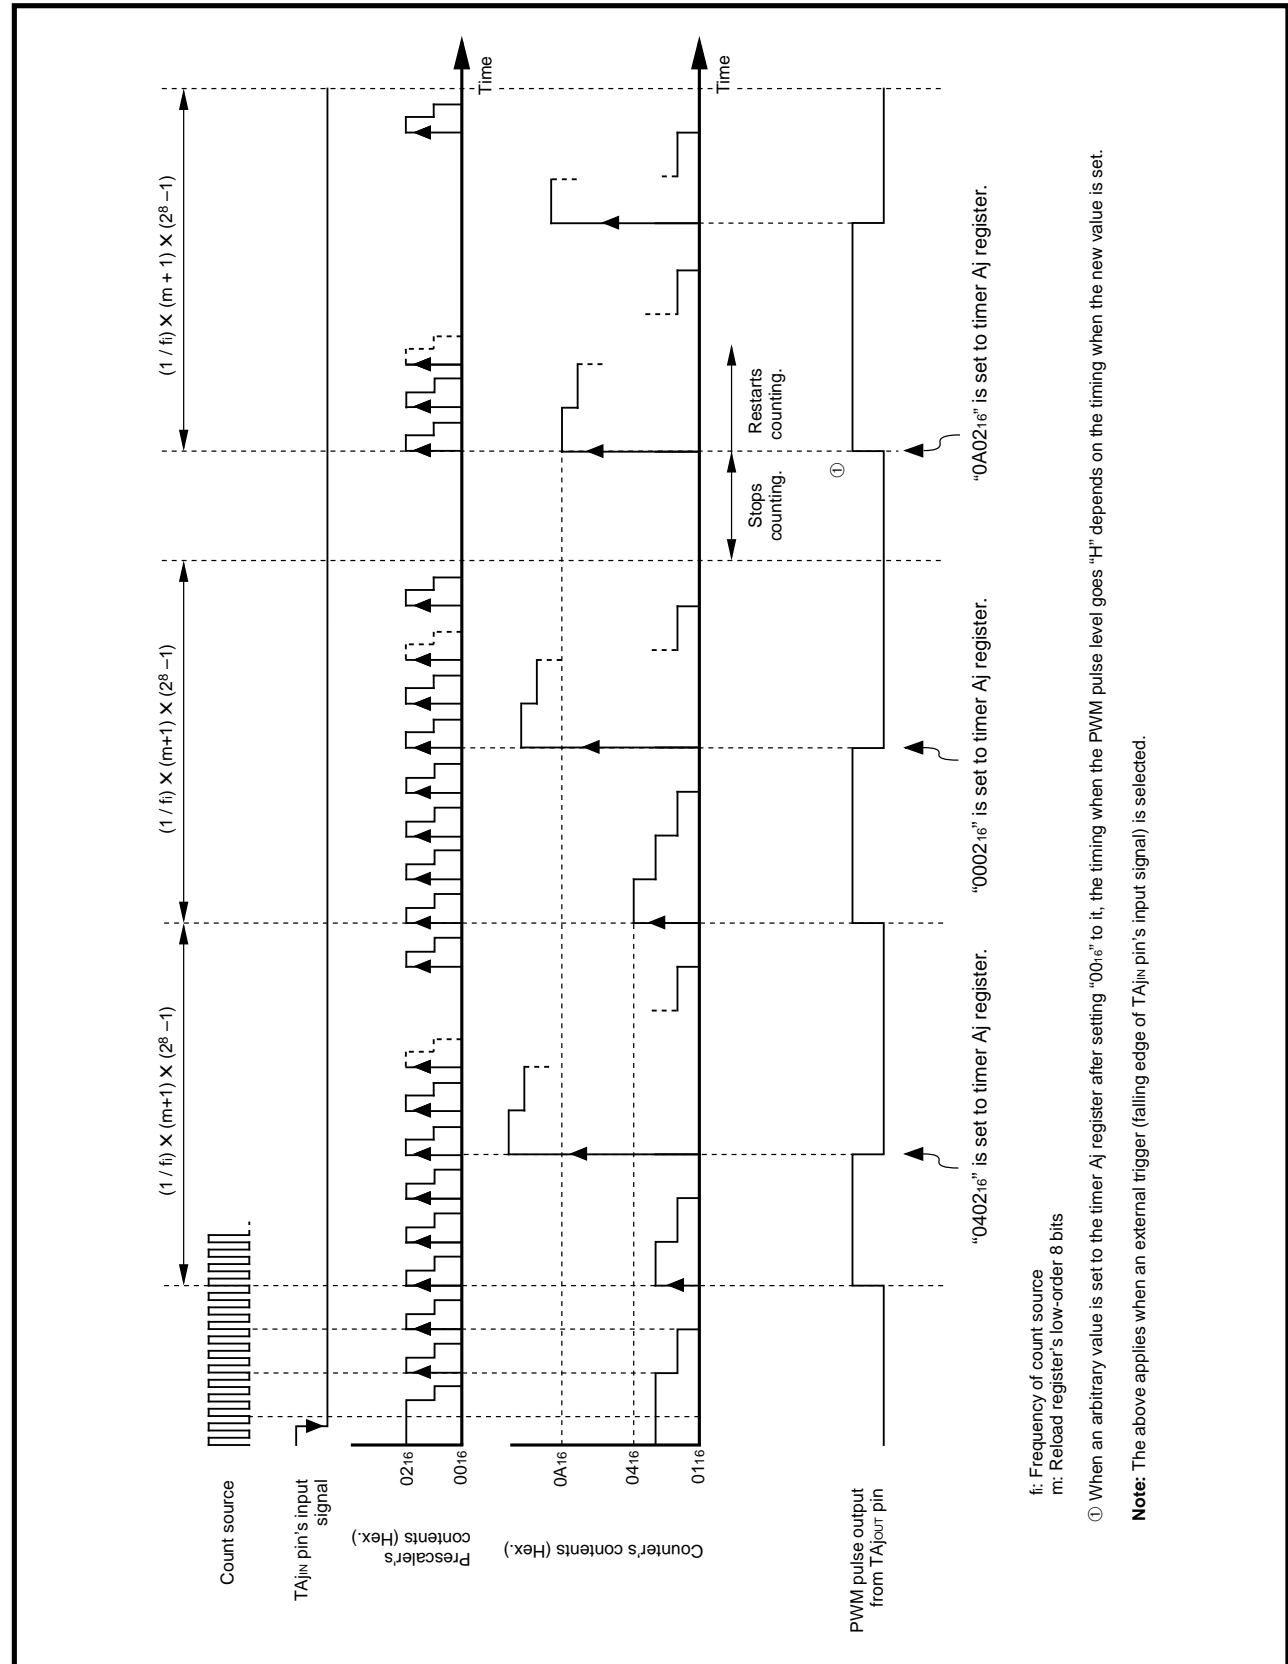 (1 / fi) × (m+1) × (2⁸ –1)
(1 / fi) × (m+1) × (2⁸ –1)
(1 / fi) × (m + 1) × (2⁸ –1)
Count source
TAjIN pin's input
signal
Prescaler's
contents (Hex.)
02₁₆
00₁₆
Time
Counter's contents (Hex.)
0A₁₆
04₁₆
01₁₆
Time
Stops
counting.
Restarts
counting.
①
PWM pulse output
from TAjOUT pin
“0402₁₆” is set to timer Aj register.
“0002₁₆” is set to timer Aj register.
“0A02₁₆” is set to timer Aj register.
fi: Frequency of count source
m: Reload register's low-order 8 bits
① When an arbitrary value is set to the timer Aj register after setting “00₁₆” to it, the timing when the PWM pulse level goes “H” depends on the timing when the new value is set.
Note: The above applies when an external trigger (falling edge of TAjIN pin's input signal) is selected.